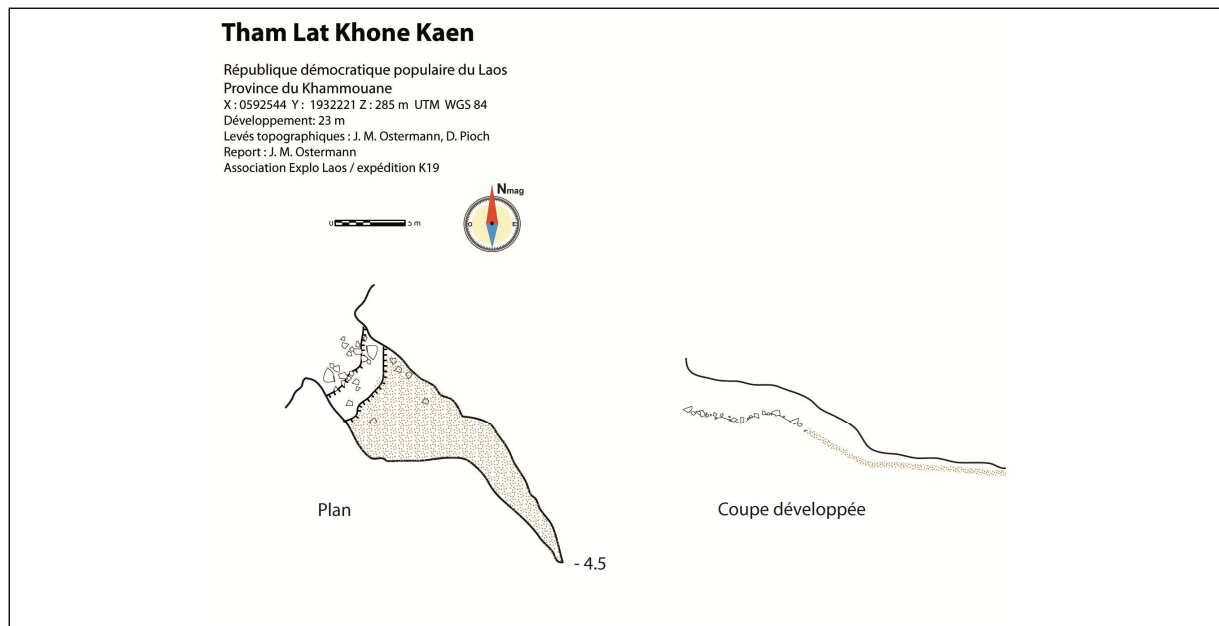 Tham Lat Khone Kaen
République démocratique populaire du Laos
Province du Khammouane
X : 0592544 Y : 1932221 Z : 285 m UTM WGS 84
Développement: 23 m
Levés topographiques : J. M. Ostermann, D. Pioch
Report : J. M. Ostermann
Association Explo Laos / expédition K19
Nmag
0 5 m
O E
Plan
Coupe développée
- 4.5